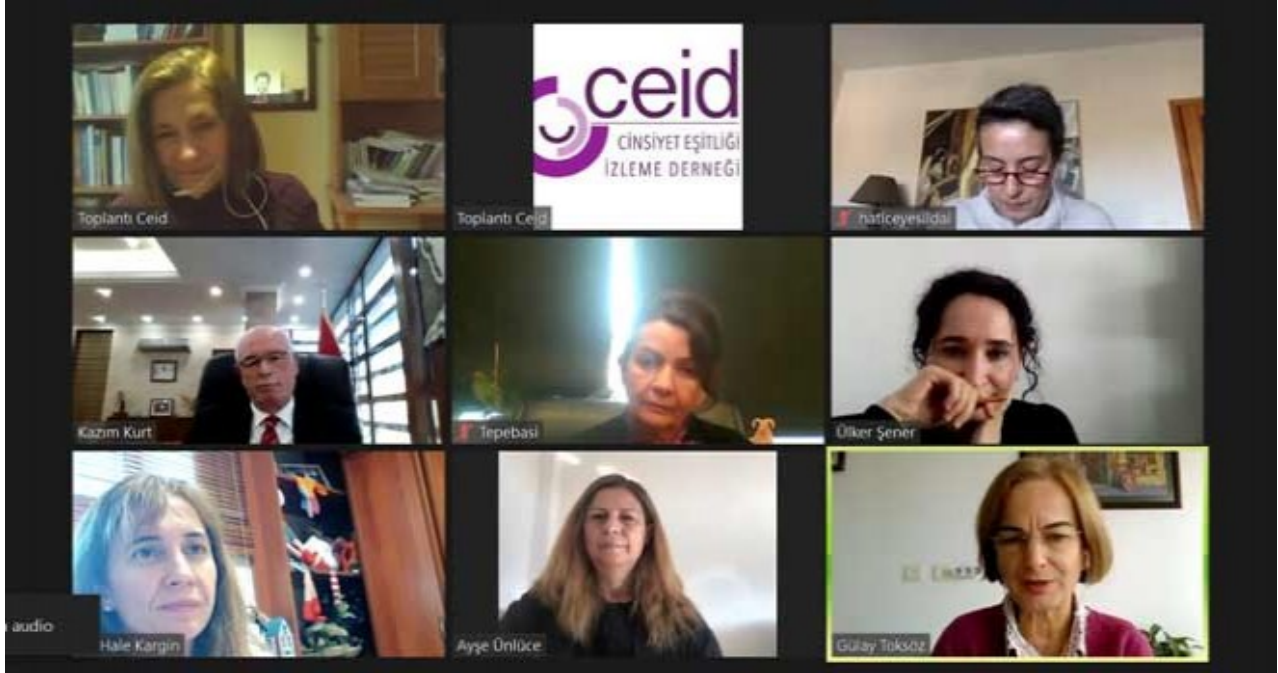 Toplantı Ceid
ceid
CİNSİYET EŞİTLİĞİ
İZLEME DERNEĞİ
Toplantı Ceid
haticeyesildal
Kazım Kurt
Tepebasi
Ülker Şener
audio
Hale Kargin
Ayşe Ünlüce
Gülay Toksöz